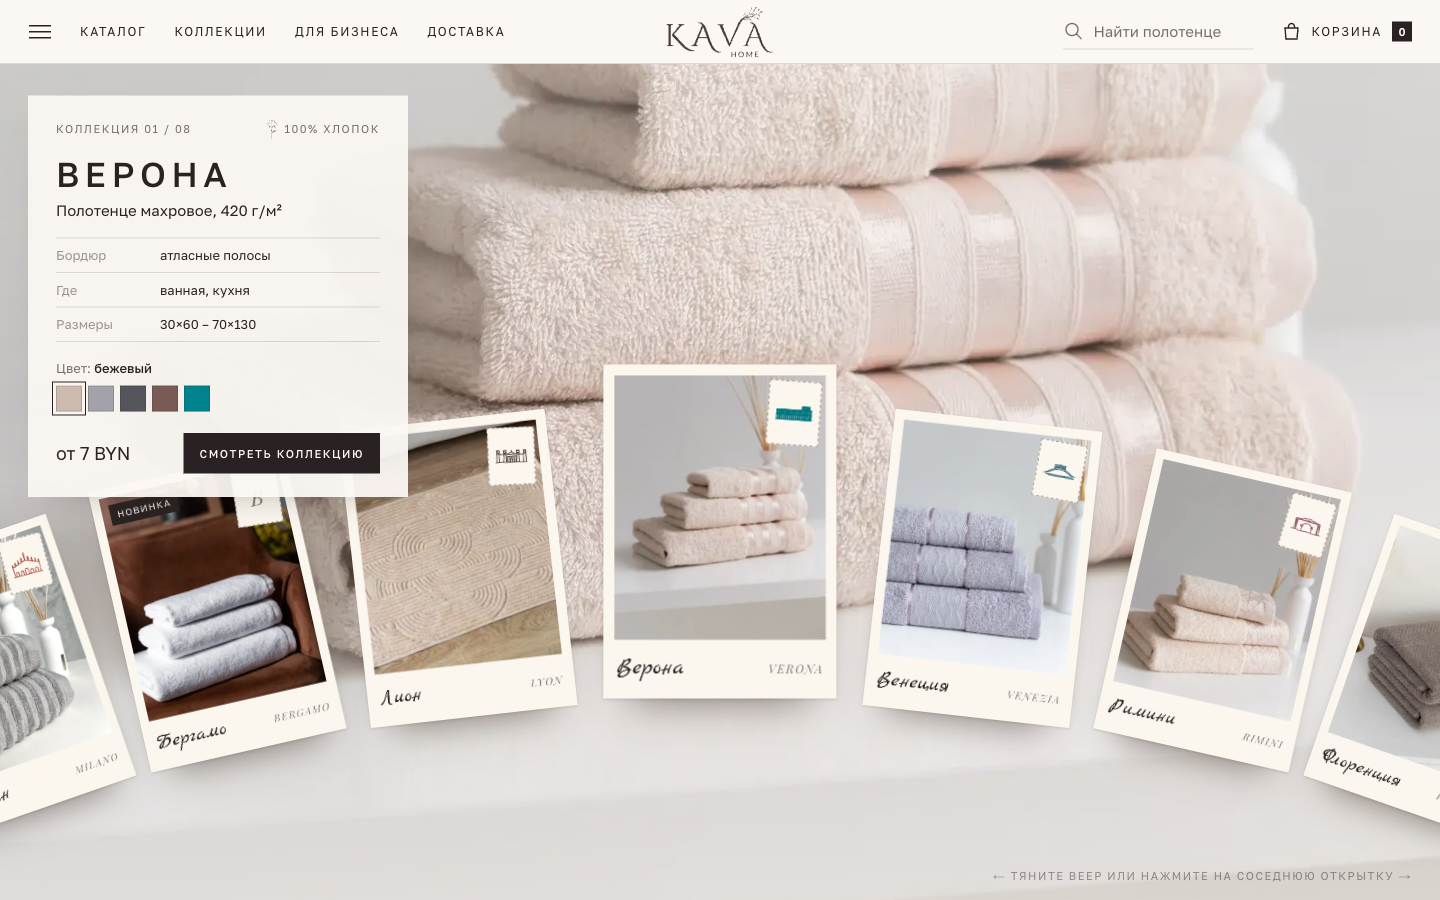 КАТАЛОГ
КОЛЛЕКЦИИ
ДЛЯ БИЗНЕСА
ДОСТАВКА
KAVA
HOME
Найти полотенце
КОРЗИНА
0
КОЛЛЕКЦИЯ 01 / 08
100% ХЛОПОК
ВЕРОНА
Полотенце махровое, 420 г/м²
Бордюр
атласные полосы
Где
ванная, кухня
Размеры
30×60 – 70×130
Цвет: бежевый
от 7 BYN
СМОТРЕТЬ КОЛЛЕКЦИЮ
MILANO
НОВИНКА
B
Бергамо
BERGAMO
Лион
LYON
Верона
VERONA
Венеция
VENEZIA
Римини
RIMINI
Флоренция
← ТЯНИТЕ ВЕЕР ИЛИ НАЖМИТЕ НА СОСЕДНЮЮ ОТКРЫТКУ →